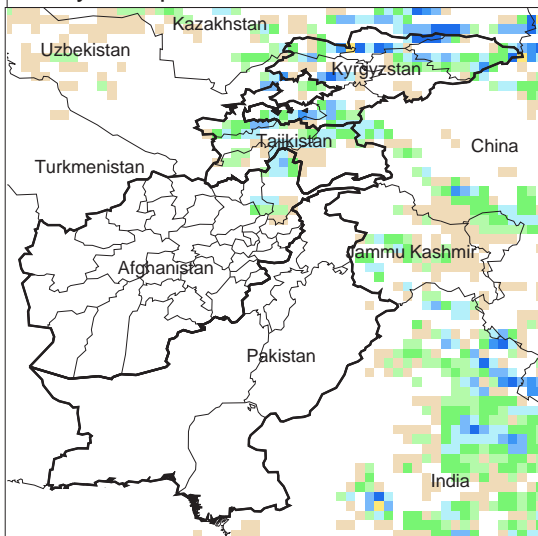 Kazakhstan
Uzbekistan
Kyrgyzstan
Tajikistan
China
Turkmenistan
Jammu Kashmir
Afghanistan
Pakistan
India